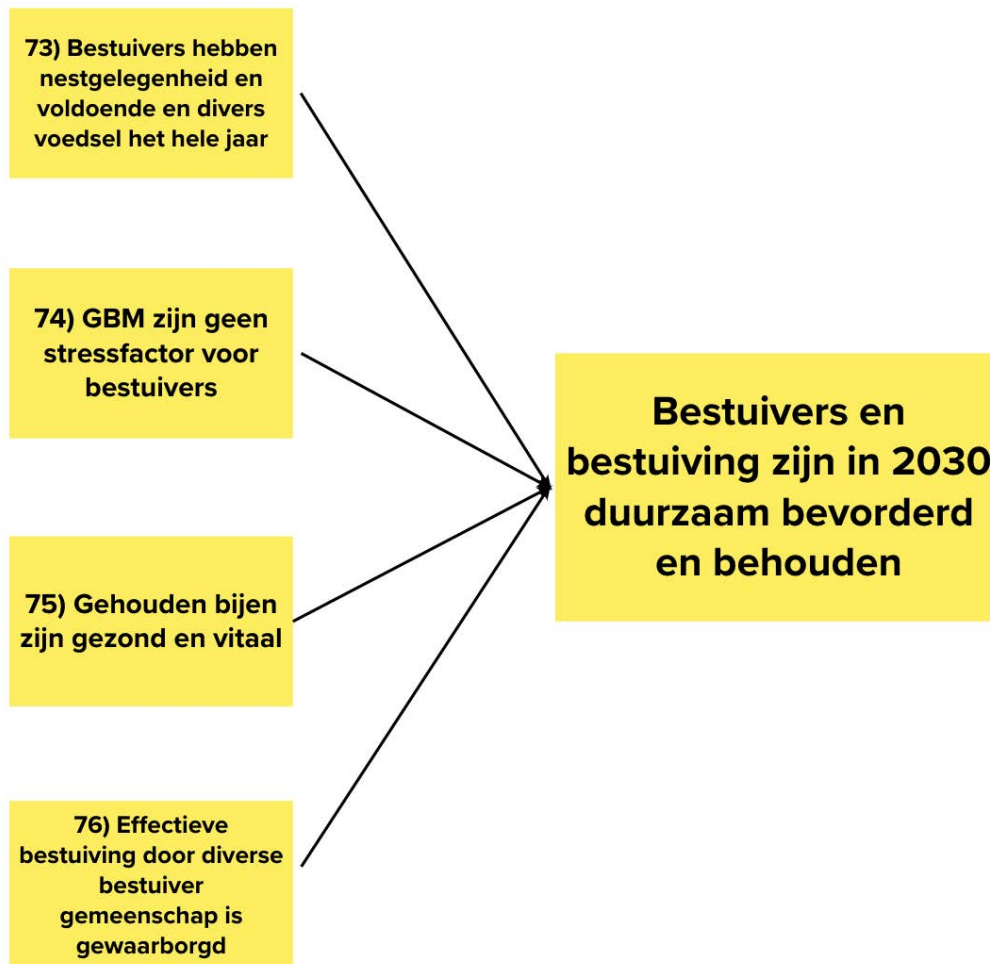 73) Bestuivers hebben
nestgelegenheid en
voldoende en divers
voedsel het hele jaar
74) GBM zijn geen
stressfactor voor
bestuivers
75) Gehouden bijen
zijn gezond en vitaal
76) Effectieve
bestuiving door diverse
bestuiver
gemeenschap is
gewaarborgd
Bestuivers en
bestuiving zijn in 2030
duurzaam bevorderd
en behouden